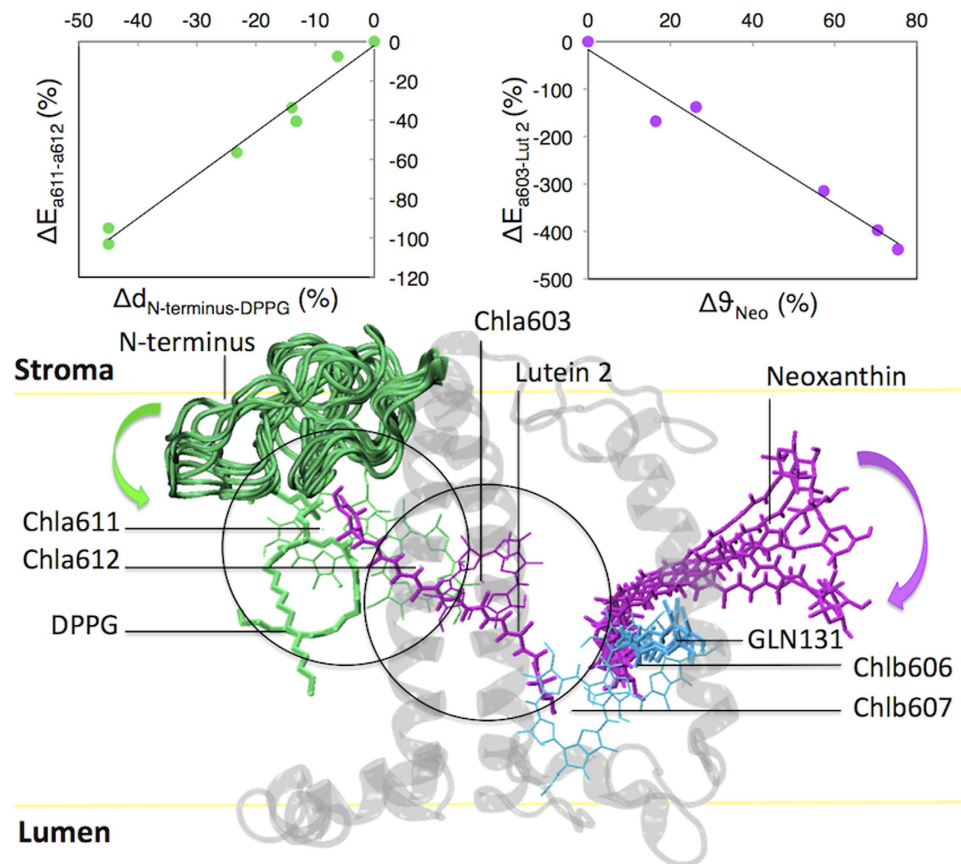 -50 -40 -30 -20 -10 0
0
-20
-40
-60
-80
-100
-120
ΔEa611-a612 (%)
ΔdN-terminus-DPPG (%)
0 20 40 60 80
0
-100
-200
-300
-400
-500
ΔEa603-Lut 2 (%)
ΔϑNeo (%)
Chla603
N-terminus
Stroma
Lutein 2
Neoxanthin
Chla611
Chla612
DPPG
GLN131
Chlb606
Chlb607
Lumen